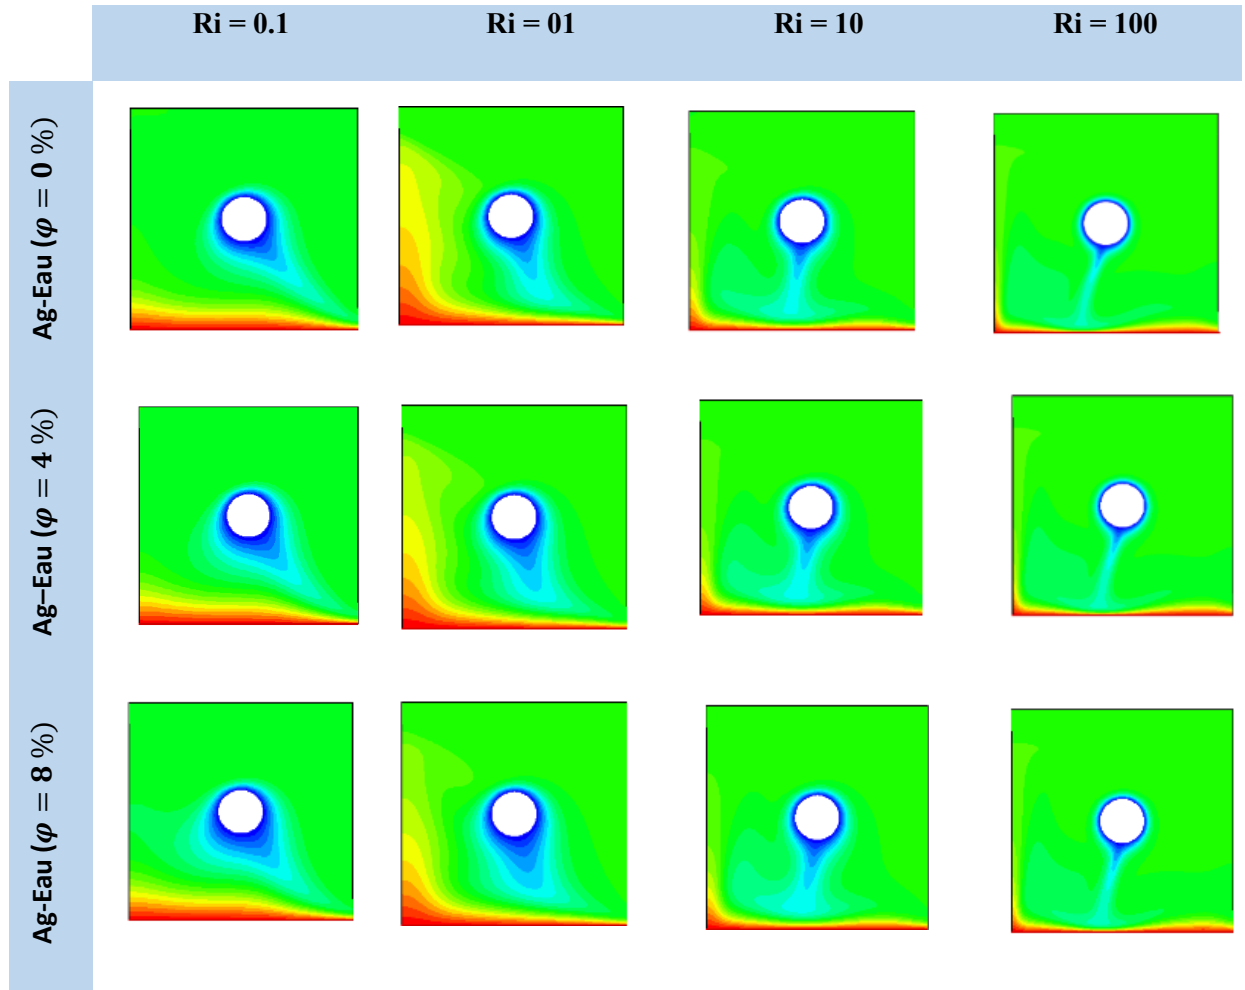 Ri = 0.1 Ri = 01 Ri = 10 Ri = 100
Ag-Eau (φ = 0 %)
Ag–Eau (φ = 4 %)
Ag-Eau (φ = 8 %)